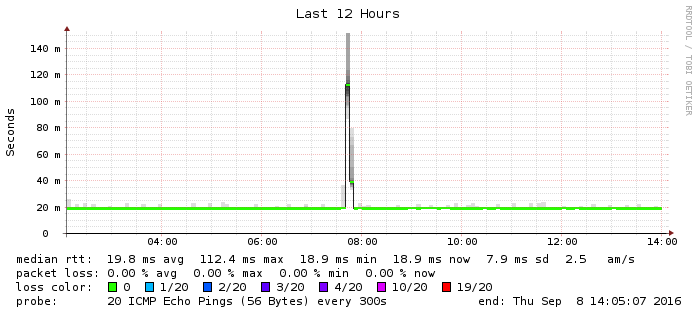 Last 12 Hours
RRDTOOL / TOBI OETIKER
Seconds
140 m
120 m
100 m
80 m
60 m
40 m
20 m
0
04:00 06:00 08:00 10:00 12:00 14:00
median rtt: 19.8 ms avg 112.4 ms max 18.9 ms min 18.9 ms now 7.9 ms sd 2.5 am/s
packet loss: 0.00 % avg 0.00 % max 0.00 % min 0.00 % now
loss color: 0 1/20 2/20 3/20 4/20 10/20 19/20
probe: 20 ICMP Echo Pings (56 Bytes) every 300s end: Thu Sep 8 14:05:07 2016